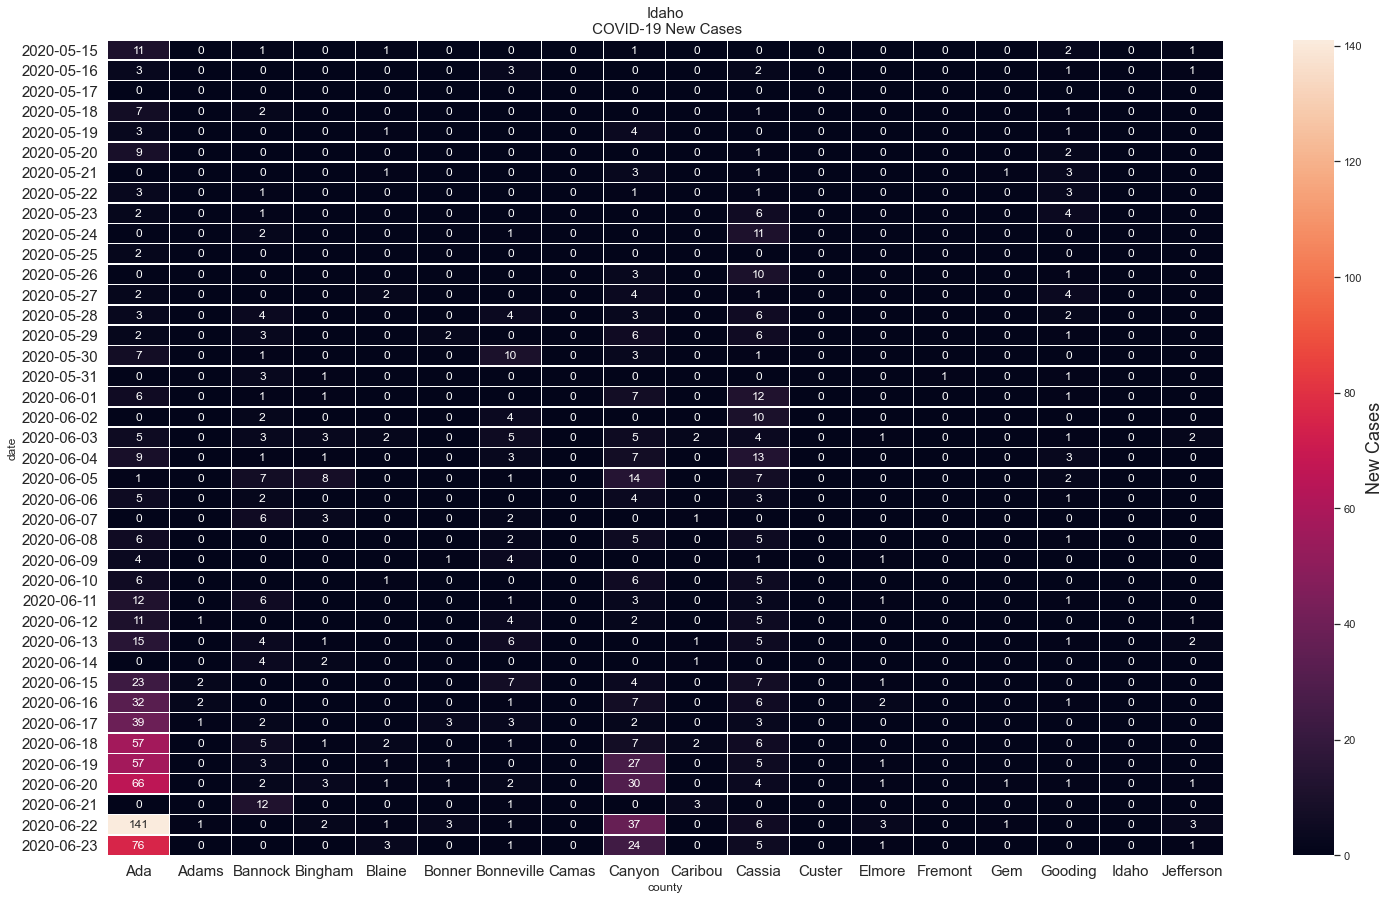 Idaho
COVID-19 New Cases
2020-05-15 11 0 1 0 1 0 0 0 1 0 0 0 0 0 0 2 0 1
2020-05-16 3 0 0 0 0 0 3 0 0 0 2 0 0 0 0 1 0 1
2020-05-17 0 0 0 0 0 0 0 0 0 0 0 0 0 0 0 0 0 0
2020-05-18 7 0 2 0 0 0 0 0 0 0 1 0 0 0 0 1 0 0
2020-05-19 3 0 0 0 1 0 0 0 4 0 0 0 0 0 0 1 0 0
2020-05-20 9 0 0 0 0 0 0 0 0 0 1 0 0 0 0 2 0 0
2020-05-21 0 0 0 0 1 0 0 0 3 0 1 0 0 0 1 3 0 0
2020-05-22 3 0 1 0 0 0 0 0 1 0 1 0 0 0 0 3 0 0
2020-05-23 2 0 1 0 0 0 0 0 0 0 6 0 0 0 0 4 0 0
2020-05-24 0 0 2 0 0 0 1 0 0 0 11 0 0 0 0 0 0 0
2020-05-25 2 0 0 0 0 0 0 0 0 0 0 0 0 0 0 0 0 0
2020-05-26 0 0 0 0 0 0 0 0 3 0 10 0 0 0 0 1 0 0
2020-05-27 2 0 0 0 2 0 0 0 4 0 1 0 0 0 0 4 0 0
2020-05-28 3 0 4 0 0 0 4 0 3 0 6 0 0 0 0 2 0 0
2020-05-29 2 0 3 0 0 2 0 0 6 0 6 0 0 0 0 1 0 0
2020-05-30 7 0 1 0 0 0 10 0 3 0 1 0 0 0 0 0 0 0
2020-05-31 0 0 3 1 0 0 0 0 0 0 0 0 0 1 0 1 0 0
2020-06-01 6 0 1 1 0 0 0 0 7 0 12 0 0 0 0 1 0 0
2020-06-02 0 0 2 0 0 0 4 0 0 0 10 0 0 0 0 0 0 0
2020-06-03 5 0 3 3 2 0 5 0 5 2 4 0 1 0 0 1 0 2
2020-06-04 9 0 1 1 0 0 3 0 7 0 13 0 0 0 0 3 0 0
2020-06-05 1 0 7 8 0 0 1 0 14 0 7 0 0 0 0 2 0 0
2020-06-06 5 0 2 0 0 0 0 0 4 0 3 0 0 0 0 1 0 0
2020-06-07 0 0 6 3 0 0 2 0 0 1 0 0 0 0 0 0 0 0
2020-06-08 6 0 0 0 0 0 2 0 5 0 5 0 0 0 0 1 0 0
2020-06-09 4 0 0 0 0 1 4 0 0 0 1 0 1 0 0 0 0 0
2020-06-10 6 0 0 0 1 0 0 0 6 0 5 0 0 0 0 0 0 0
2020-06-11 12 0 6 0 0 0 1 0 3 0 3 0 1 0 0 1 0 0
2020-06-12 11 1 0 0 0 0 4 0 2 0 5 0 0 0 0 0 0 1
2020-06-13 15 0 4 1 0 0 6 0 0 1 5 0 0 0 0 1 0 2
2020-06-14 0 0 4 2 0 0 0 0 0 1 0 0 0 0 0 0 0 0
2020-06-15 23 2 0 0 0 0 7 0 4 0 7 0 1 0 0 0 0 0
2020-06-16 32 2 0 0 0 0 1 0 7 0 6 0 2 0 0 1 0 0
2020-06-17 39 1 2 0 0 3 3 0 2 0 3 0 0 0 0 0 0 0
2020-06-18 57 0 5 1 2 0 1 0 7 2 6 0 0 0 0 0 0 0
2020-06-19 57 0 3 0 1 1 0 0 27 0 5 0 1 0 0 0 0 0
2020-06-20 66 0 2 3 1 1 2 0 30 0 4 0 1 0 1 1 0 1
2020-06-21 0 0 12 0 0 0 1 0 0 3 0 0 0 0 0 0 0 0
2020-06-22 141 1 0 2 1 3 1 0 37 0 6 0 3 0 1 0 0 3
2020-06-23 76 0 0 0 3 0 1 0 24 0 5 0 1 0 0 0 0 1
Ada Adams Bannock Bingham Blaine Bonner Bonneville Camas Canyon Caribou Cassia Custer Elmore Fremont Gem Gooding Idaho Jefferson
county
date
140
120
100
80
60
40
20
0
New Cases